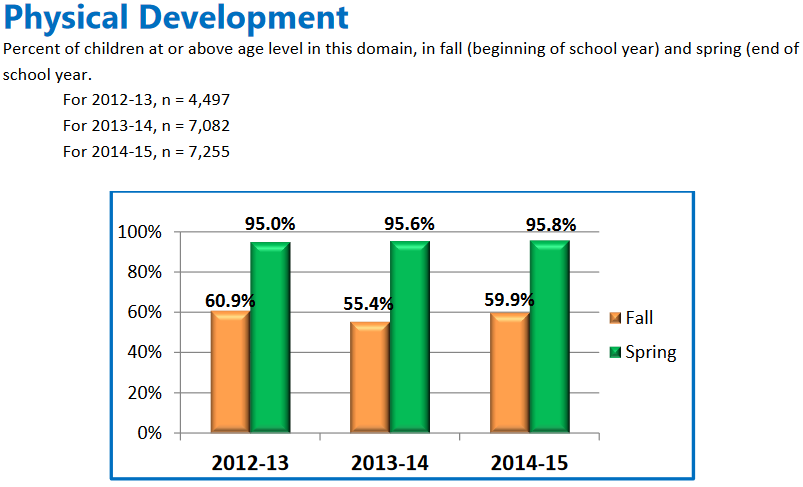 Physical Development
Percent of children at or above age level in this domain, in fall (beginning of school year) and spring (end of
school year.
For 2012-13, n = 4,497
For 2013-14, n = 7,082
For 2014-15, n = 7,255
95.0% 95.6% 95.8%
100%
80%
60.9% 55.4% 59.9%
60%
Fall
40%
Spring
20%
0%
2012-13 2013-14 2014-15